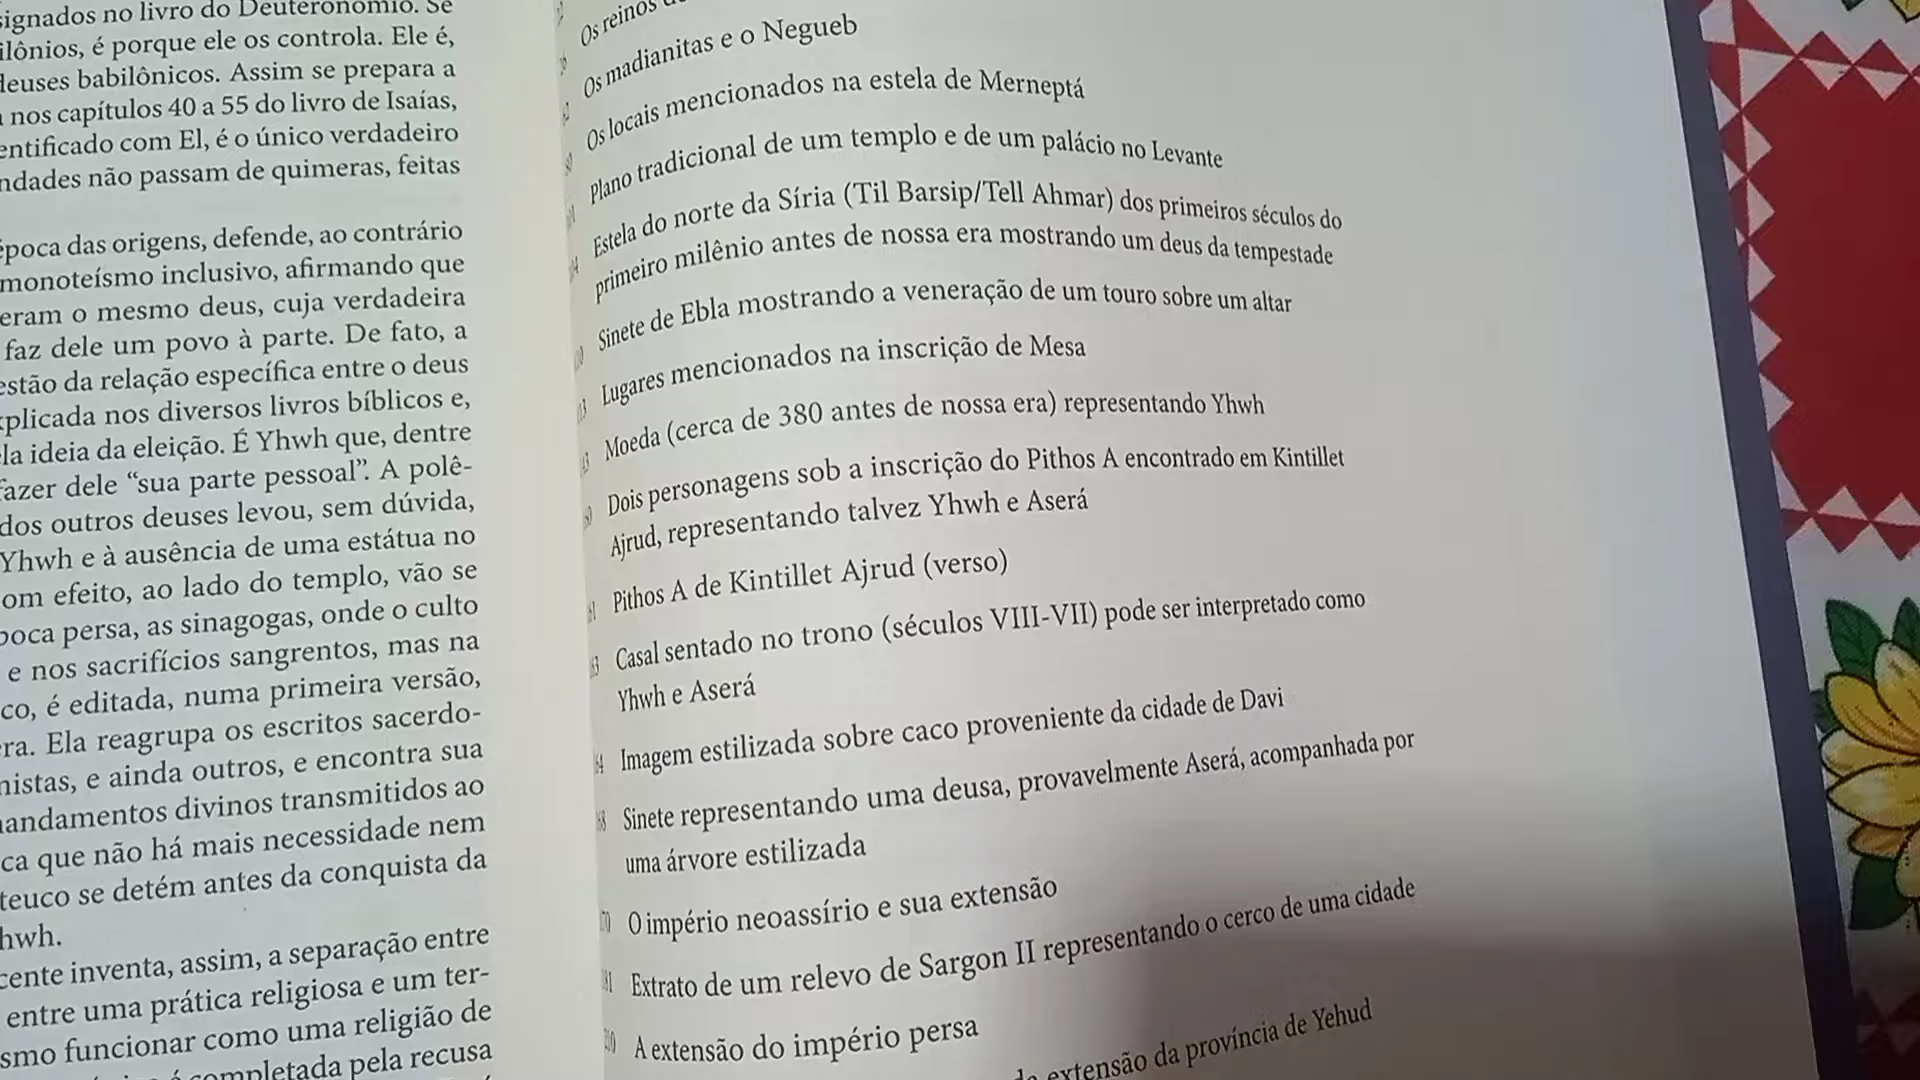 signados no livro do Deuteronômio. Se
ilônios, é porque ele os controla. Ele é,
deuses babilônicos. Assim se prepara a
nos capítulos 40 a 55 do livro de Isaías,
entificado com El, é o único verdadeiro
ndades não passam de quimeras, feitas
época das origens, defende, ao contrário
monoteísmo inclusivo, afirmando que
eram o mesmo deus, cuja verdadeira
faz dele um povo à parte. De fato, a
estão da relação específica entre o deus
xplicada nos diversos livros bíblicos e,
la ideia da eleição. É Yhwh que, dentre
fazer dele “sua parte pessoal”. A polê-
dos outros deuses levou, sem dúvida,
Yhwh e à ausência de uma estátua no
om efeito, ao lado do templo, vão se
poca persa, as sinagogas, onde o culto
e nos sacrifícios sangrentos, mas na
co, é editada, numa primeira versão,
ra. Ela reagrupa os escritos sacerdo-
nistas, e ainda outros, e encontra sua
andamentos divinos transmitidos ao
ca que não há mais necessidade nem
teuco se detém antes da conquista da
hwh.
cente inventa, assim, a separação entre
entre uma prática religiosa e um ter-
smo funcionar como uma religião de
completada pela recusa
Os reinos
Os madianitas e o Negueb
Os locais mencionados na estela de Merneptá
Plano tradicional de um templo e de um palácio no Levante
Estela do norte da Síria (Til Barsip/Tell Ahmar) dos primeiros séculos do
primeiro milênio antes de nossa era mostrando um deus da tempestade
Sinete de Ebla mostrando a veneração de um touro sobre um altar
Lugares mencionados na inscrição de Mesa
Moeda (cerca de 380 antes de nossa era) representando Yhwh
Dois personagens sob a inscrição do Pithos A encontrado em Kintillet
Ajrud, representando talvez Yhwh e Aserá
Pithos A de Kintillet Ajrud (verso)
Casal sentado no trono (séculos VIII-VII) pode ser interpretado como
Yhwh e Aserá
Imagem estilizada sobre caco proveniente da cidade de Davi
Sinete representando uma deusa, provavelmente Aserá, acompanhada por
uma árvore estilizada
O império neoassírio e sua extensão
Extrato de um relevo de Sargon II representando o cerco de uma cidade
A extensão do império persa
extensão da província de Yehud